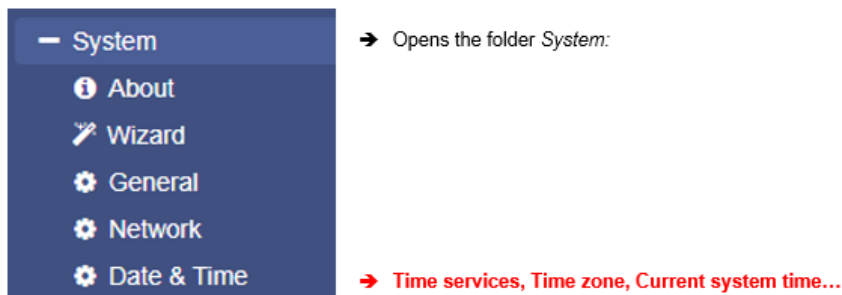 System
➔ Opens the folder System:
About
Wizard
General
Network
Date & Time
➔ Time services, Time zone, Current system time…